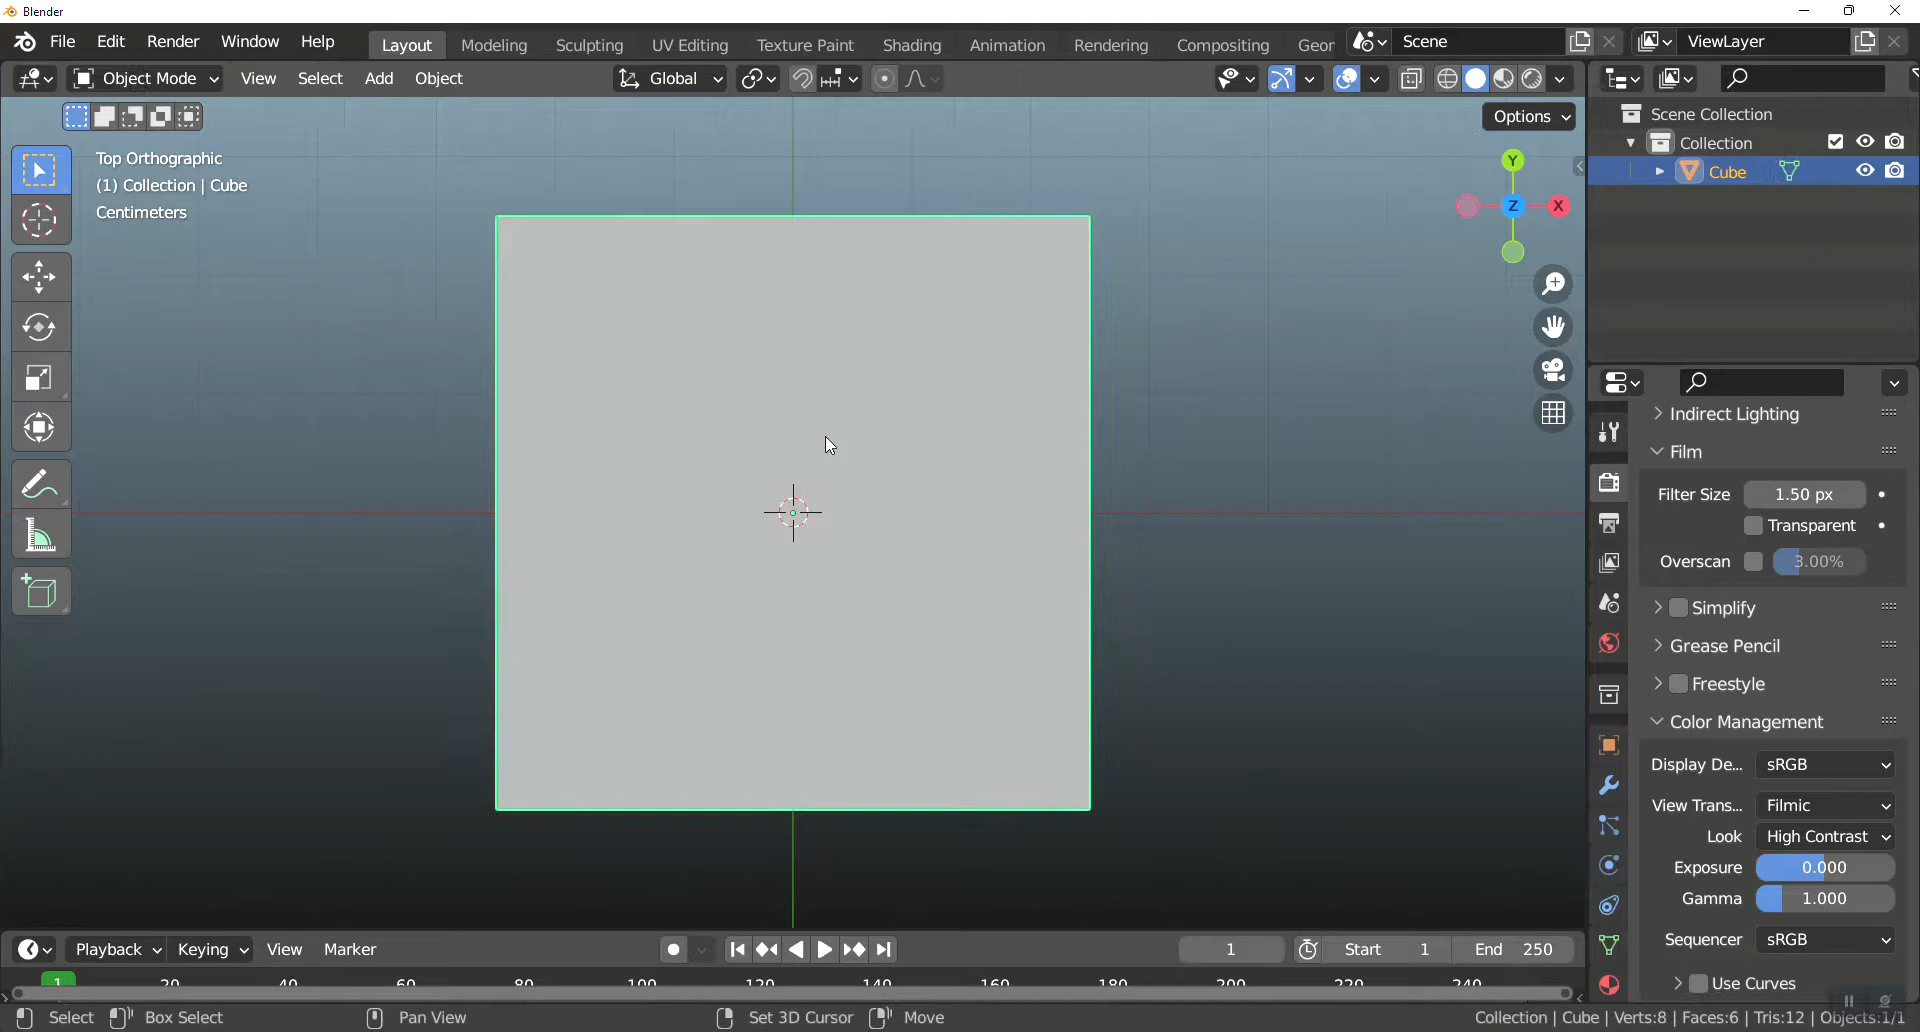 Blender
File Edit Render Window Help Layout Modeling Sculpting UV Editing Texture Paint Shading Animation Rendering Compositing Geor Scene ViewLayer
Object Mode View Select Add Object Global
Options
Top Orthographic
(1) Collection | Cube
Centimeters
Y
Z X
Scene Collection
Collection
Cube
Indirect Lighting
Film
Filter Size 1.50 px
Transparent
Overscan 3.00%
Simplify
Grease Pencil
Freestyle
Color Management
Display De... sRGB
View Trans... Filmic
Look High Contrast
Exposure 0.000
Gamma 1.000
Sequencer sRGB
Use Curves
Playback Keying View Marker 1 Start 1 End 250
1 20 40 60 80 100 120 140 160 180 200 220 240
Select Box Select Pan View Set 3D Cursor Move Collection | Cube | Verts:8 | Faces:6 | Tris:12 | Objects:1/1